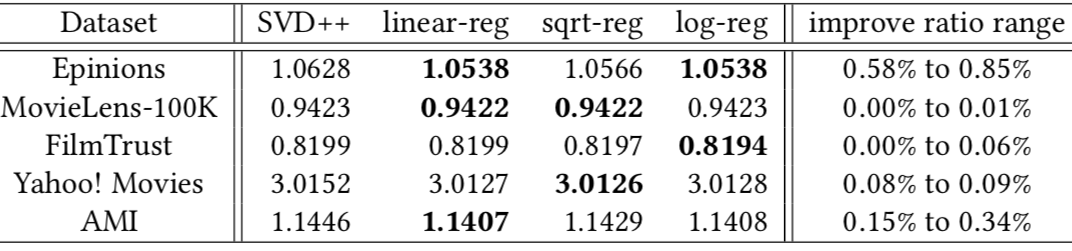 Dataset SVD++ linear-reg sqrt-reg log-reg improve ratio range
Epinions 1.0628 1.0538 1.0566 1.0538 0.58% to 0.85%
MovieLens-100K 0.9423 0.9422 0.9422 0.9423 0.00% to 0.01%
FilmTrust 0.8199 0.8199 0.8197 0.8194 0.00% to 0.06%
Yahoo! Movies 3.0152 3.0127 3.0126 3.0128 0.08% to 0.09%
AMI 1.1446 1.1407 1.1429 1.1408 0.15% to 0.34%